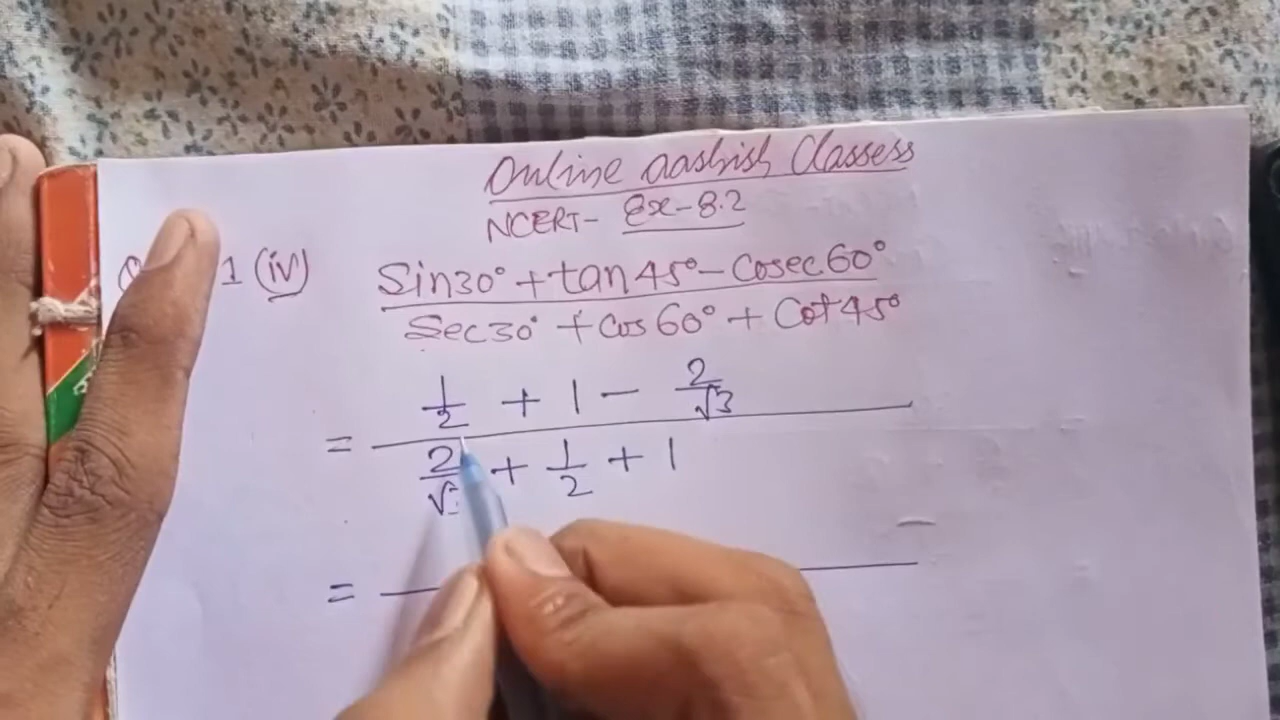 Online aashish Classess
NCERT- Ex-8.2
1 (iv) Sin30° + tan45° - Cosec60°
Sec30° + Cos60° + Cot45°
= 1/2 + 1 - 2/√3
2/√ + 1/2 + 1
=